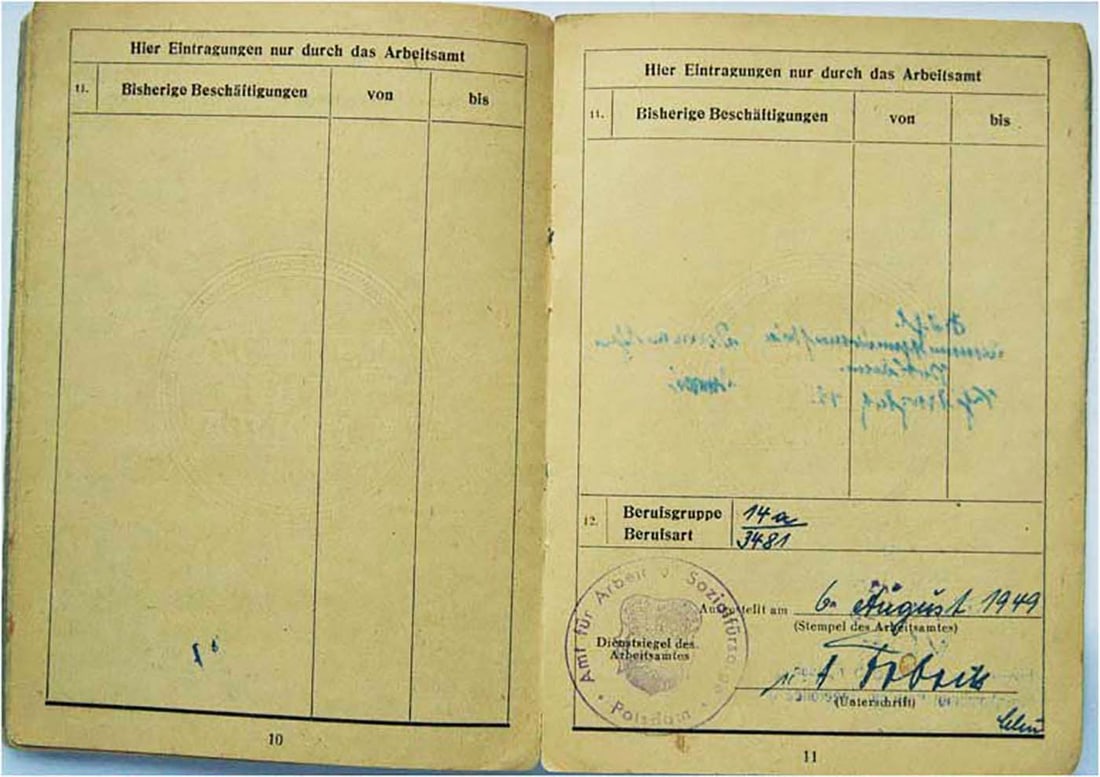 Hier Eintragungen nur durch das Arbeitsamt
11. Bisherige Beschäftigungen von bis
10
Hier Eintragungen nur durch das Arbeitsamt
11. Bisherige Beschäftigungen von bis
12. Berufsgruppe 14a
Berufsart 3481
Amt für Arbeit u. Sozialfürsorge
Potsdam
Ausgestellt am 6. August 1949
(Stempel des Arbeitsamtes)
Dienstsiegel des
Arbeitsamtes
(Unterschrift)
11